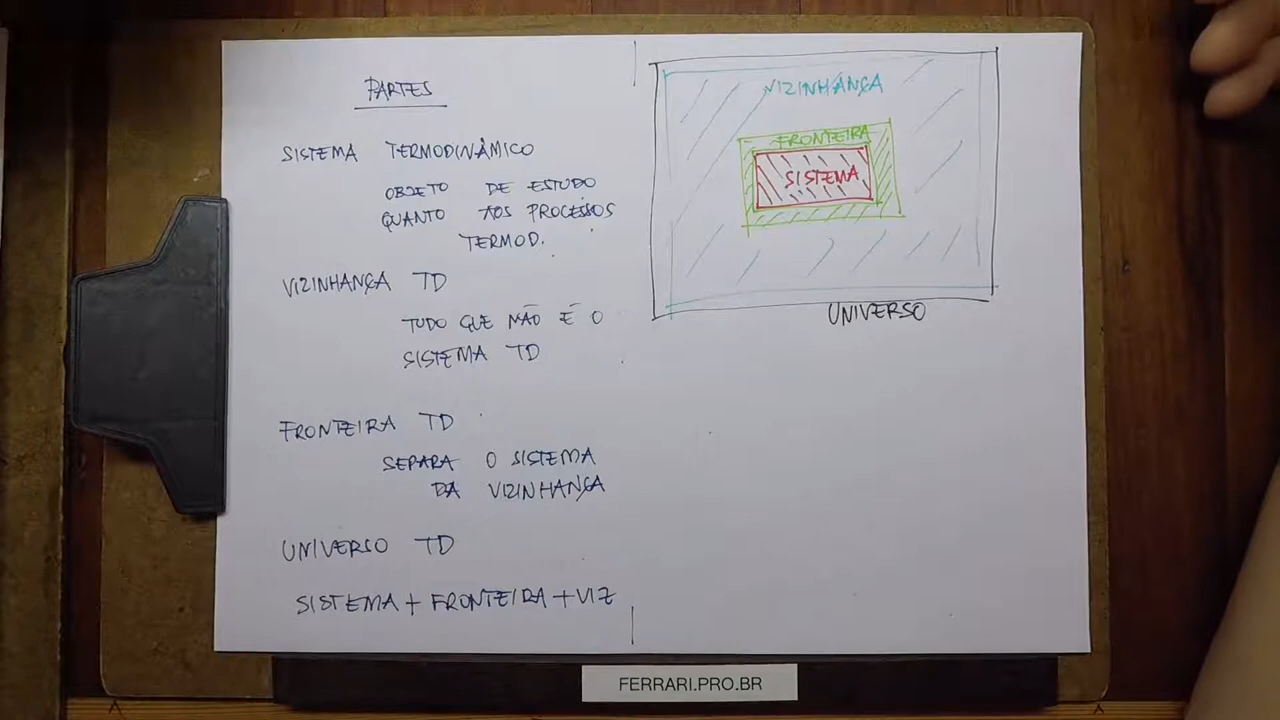 PARTES
SISTEMA TERMODINÂMICO
OBJETO DE ESTUDO
QUANTO AOS PROCESSOS
TERMOD.
VIZINHANÇA TD
TUDO QUE NÃO É O
SISTEMA TD
FRONTEIRA TD
SEPARA O SISTEMA
DA VIZINHANÇA
UNIVERSO TD
SISTEMA + FRONTEIRA + VIZ
VIZINHANÇA
FRONTEIRA
SISTEMA
UNIVERSO
FERRARI.PRO.BR